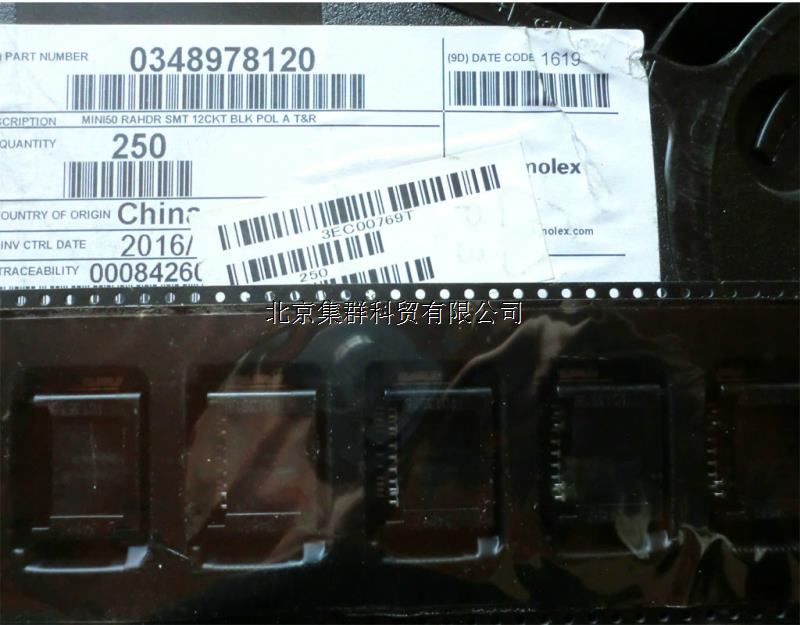 PART NUMBER 0348978120
(9D) DATE CODE 1619
DESCRIPTION MINI50 RAHDR SMT 12CKT BLK POL A T&R
QUANTITY 250
molex
COUNTRY OF ORIGIN China
3EC00769T
INV CTRL DATE 2016/
molex.com
TRACEABILITY 00084260
250
北京集群科贸有限公司